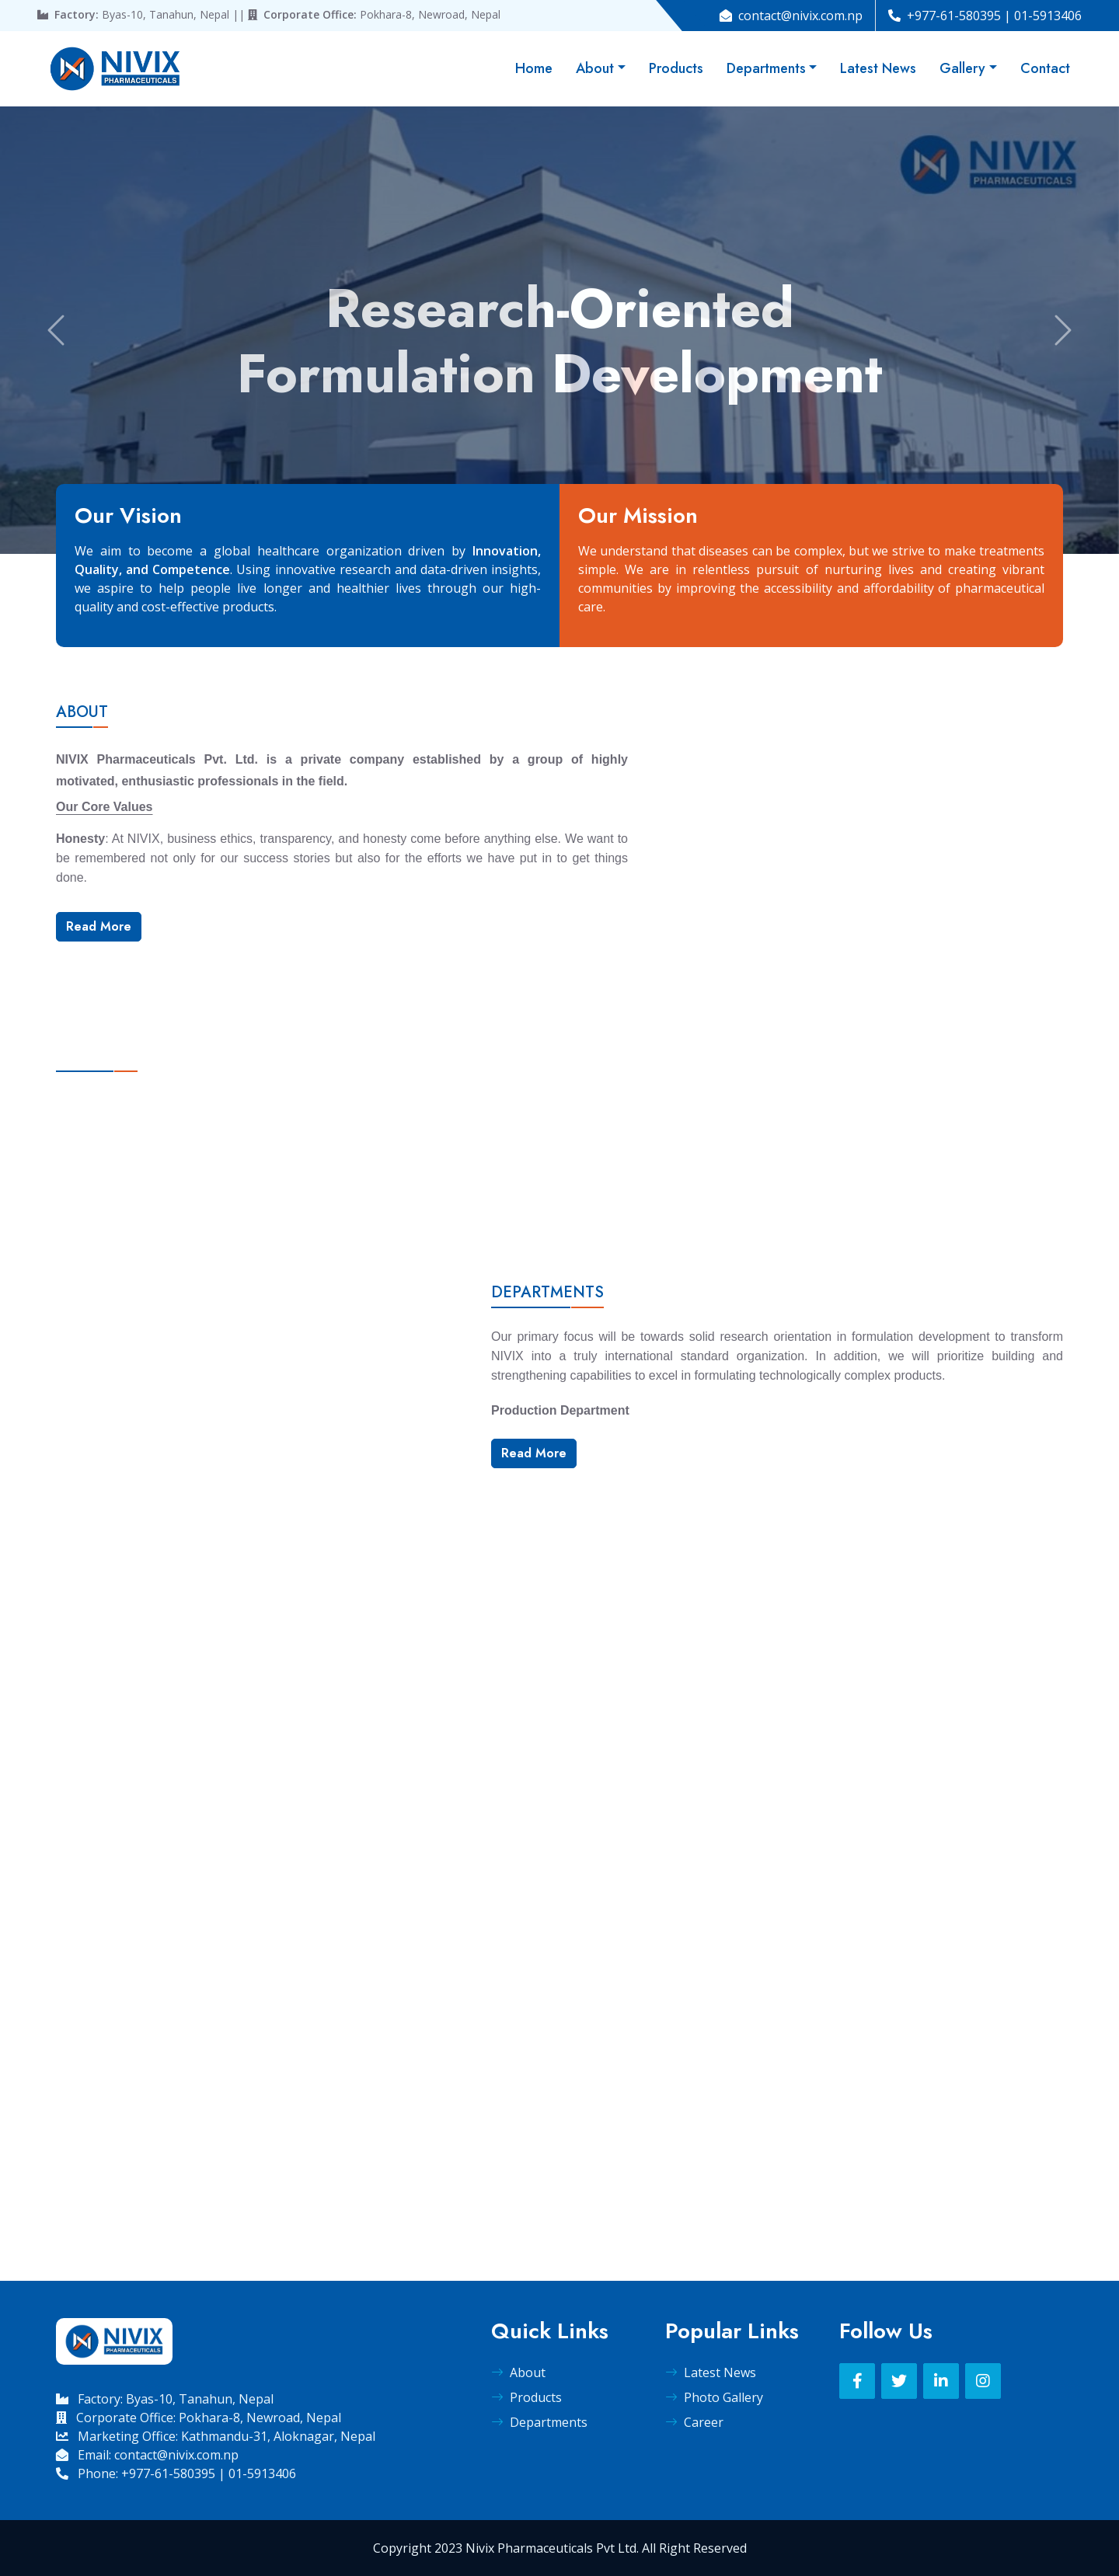 Factory: Byas-10, Tanahun, Nepal || Corporate Office: Pokhara-8, Newroad, Nepal
contact@nivix.com.np
+977-61-580395 | 01-5913406
NIVIX
PHARMACEUTICALS
Home About Products Departments Latest News Gallery Contact
NIVIX
PHARMACEUTICALS
Research-Oriented
Formulation Development
Our Vision
We aim to become a global healthcare organization driven by Innovation,
Quality, and Competence. Using innovative research and data-driven insights,
we aspire to help people live longer and healthier lives through our high-
quality and cost-effective products.
Our Mission
We understand that diseases can be complex, but we strive to make treatments
simple. We are in relentless pursuit of nurturing lives and creating vibrant
communities by improving the accessibility and affordability of pharmaceutical
care.
ABOUT
NIVIX Pharmaceuticals Pvt. Ltd. is a private company established by a group of highly
motivated, enthusiastic professionals in the field.
Our Core Values
Honesty: At NIVIX, business ethics, transparency, and honesty come before anything else. We want to
be remembered not only for our success stories but also for the efforts we have put in to get things
done.
Read More
DEPARTMENTS
Our primary focus will be towards solid research orientation in formulation development to transform
NIVIX into a truly international standard organization. In addition, we will prioritize building and
strengthening capabilities to excel in formulating technologically complex products.
Production Department
Read More
NIVIX
PHARMACEUTICALS
Factory: Byas-10, Tanahun, Nepal
Corporate Office: Pokhara-8, Newroad, Nepal
Marketing Office: Kathmandu-31, Aloknagar, Nepal
Email: contact@nivix.com.np
Phone: +977-61-580395 | 01-5913406
Quick Links
About
Products
Departments
Popular Links
Latest News
Photo Gallery
Career
Follow Us
Copyright 2023 Nivix Pharmaceuticals Pvt Ltd. All Right Reserved